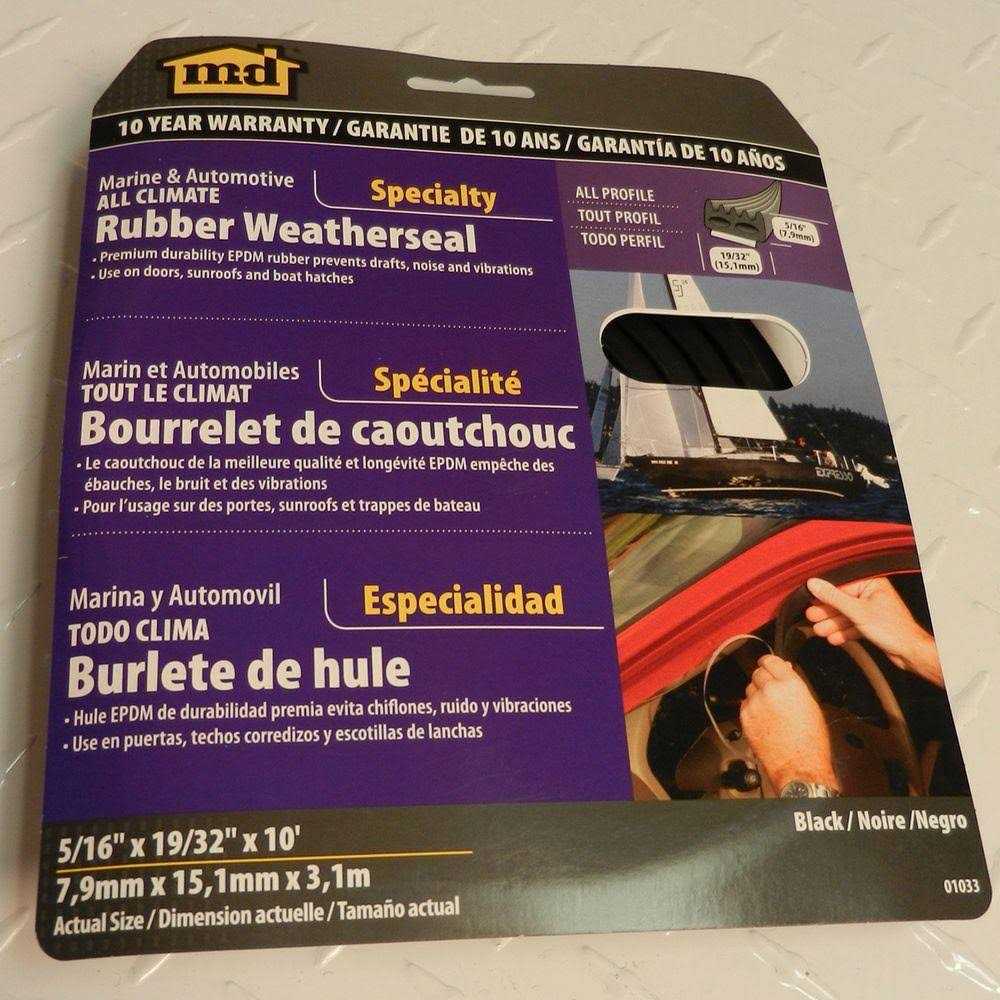 md
10 YEAR WARRANTY / GARANTIE DE 10 ANS / GARANTÍA DE 10 AÑOS
Marine & Automotive
ALL CLIMATE
Specialty
Rubber Weatherseal
• Premium durability EPDM rubber prevents drafts, noise and vibrations
• Use on doors, sunroofs and boat hatches
ALL PROFILE
TOUT PROFIL
TODO PERFIL
5/16"
(7,9mm)
19/32"
(15,1mm)
Marin et Automobiles
TOUT LE CLIMAT
Spécialité
Bourrelet de caoutchouc
• Le caoutchouc de la meilleure qualité et longévité EPDM empêche des
ébauches, le bruit et des vibrations
• Pour l'usage sur des portes, sunroofs et trappes de bateau
EXPRESSO
Marina y Automovil
TODO CLIMA
Especialidad
Burlete de hule
• Hule EPDM de durabilidad premia evita chiflones, ruido y vibraciones
• Use en puertas, techos corredizos y escotillas de lanchas
5/16" x 19/32" x 10'
7,9mm x 15,1mm x 3,1m
Actual Size / Dimension actuelle / Tamaño actual
Black / Noire /Negro
01033